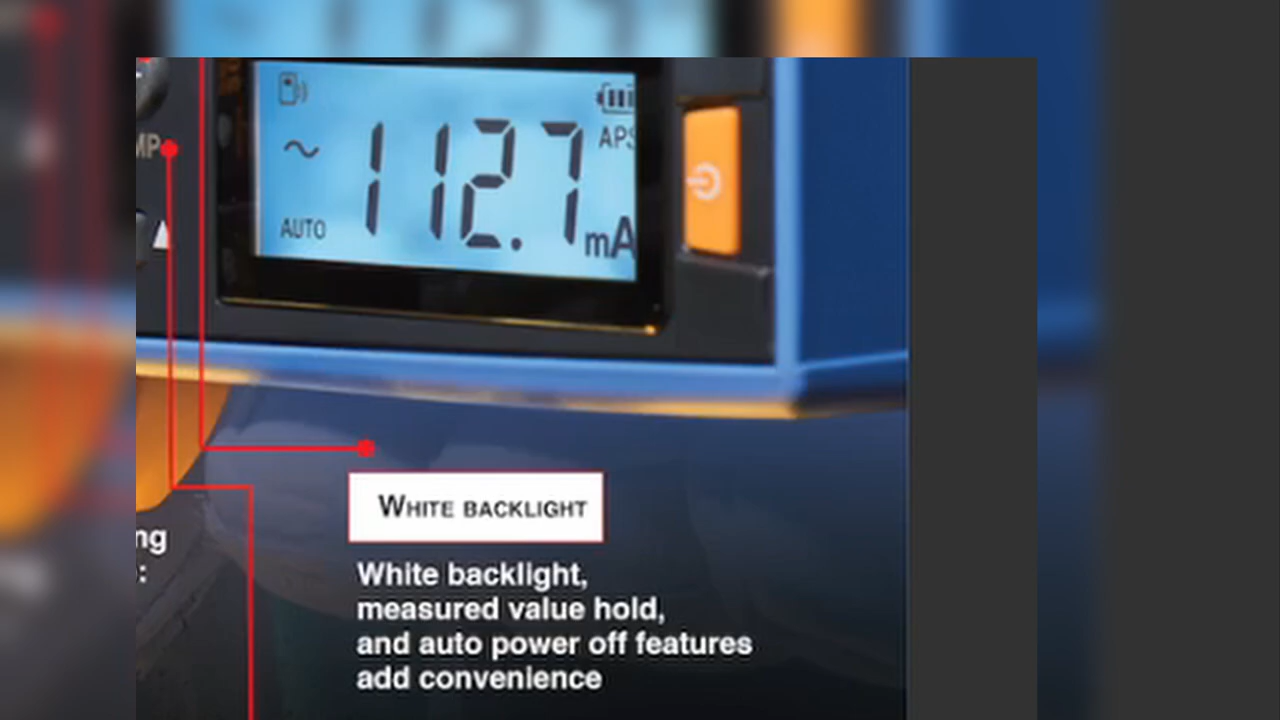 APS
MP
112.7
AUTO
mA
White backlight
ng
:
White backlight,
measured value hold,
and auto power off features
add convenience